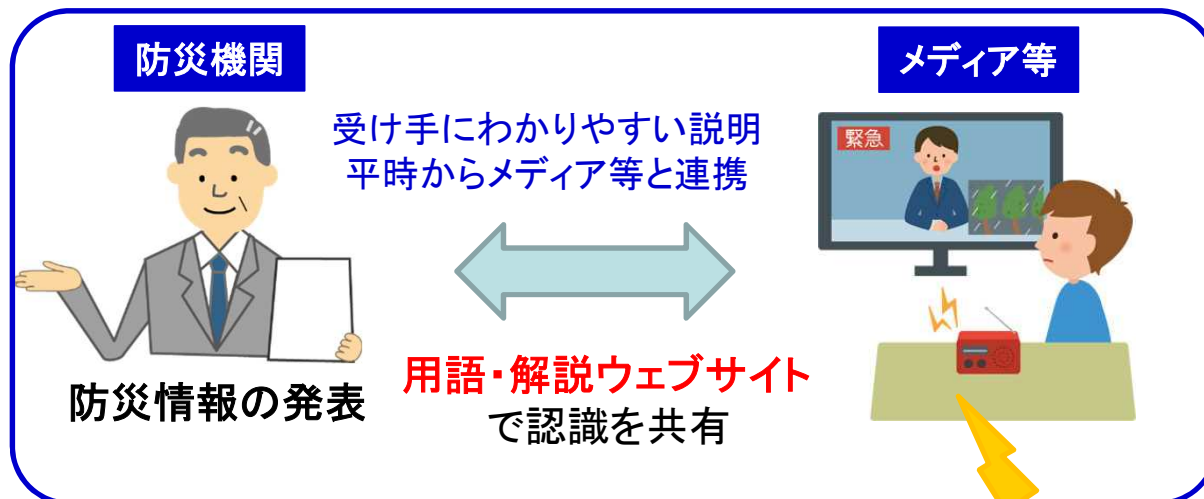 防災機関
メディア等
受け手にわかりやすい説明
平時からメディア等と連携
緊急
用語・解説ウェブサイト
で認識を共有
防災情報の発表